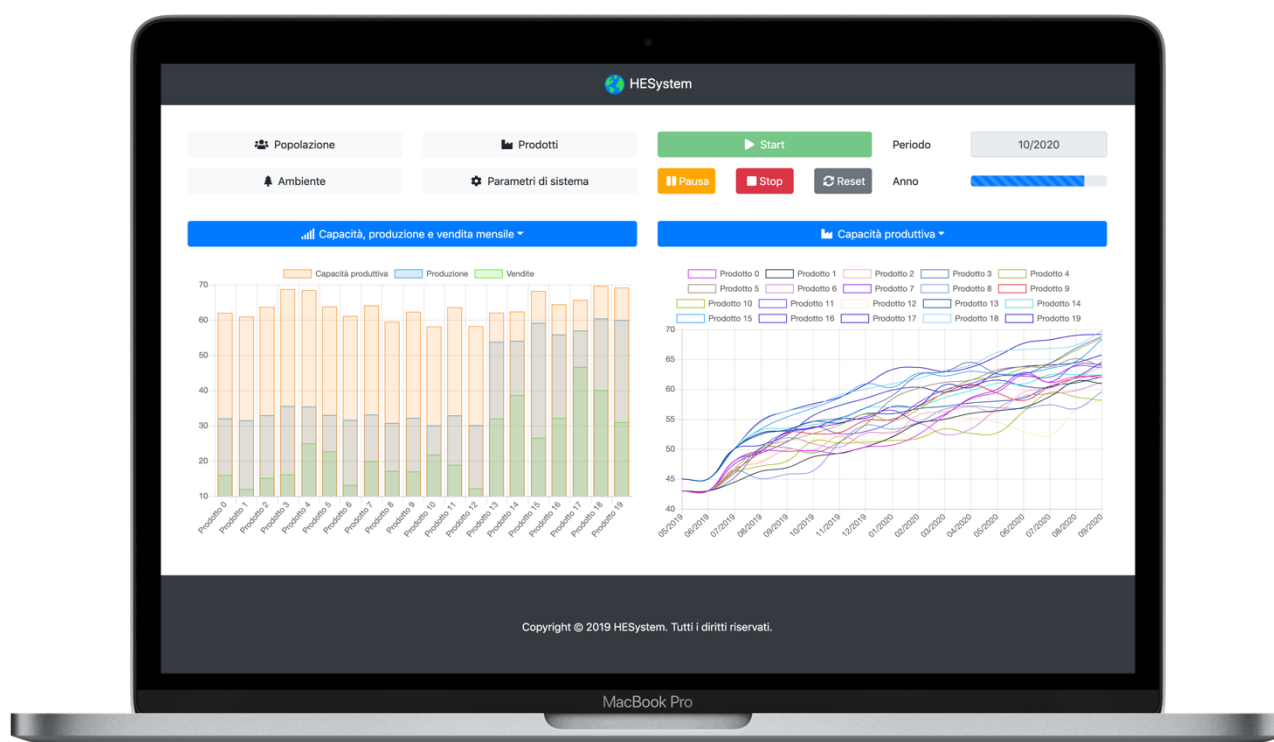 HESystem
Popolazione
Prodotti
Start
Periodo
10/2020
Ambiente
Parametri di sistema
Pausa
Stop
Reset
Anno
Capacità, produzione e vendita mensile
Capacità produttiva
Capacità produttiva
Produzione
Vendite
70
60
50
40
30
20
10
Prodotto 0
Prodotto 1
Prodotto 2
Prodotto 3
Prodotto 4
Prodotto 5
Prodotto 6
Prodotto 7
Prodotto 8
Prodotto 9
Prodotto 10
Prodotto 11
Prodotto 12
Prodotto 13
Prodotto 14
Prodotto 15
Prodotto 16
Prodotto 17
Prodotto 18
Prodotto 19
Prodotto 0 Prodotto 1 Prodotto 2 Prodotto 3 Prodotto 4
Prodotto 5 Prodotto 6 Prodotto 7 Prodotto 8 Prodotto 9
Prodotto 10 Prodotto 11 Prodotto 12 Prodotto 13 Prodotto 14
Prodotto 15 Prodotto 16 Prodotto 17 Prodotto 18 Prodotto 19
70
65
60
55
50
45
40
05/2019
06/2019
07/2019
08/2019
09/2019
10/2019
11/2019
12/2019
01/2020
02/2020
03/2020
04/2020
05/2020
06/2020
07/2020
08/2020
09/2020
Copyright © 2019 HESystem. Tutti i diritti riservati.
MacBook Pro